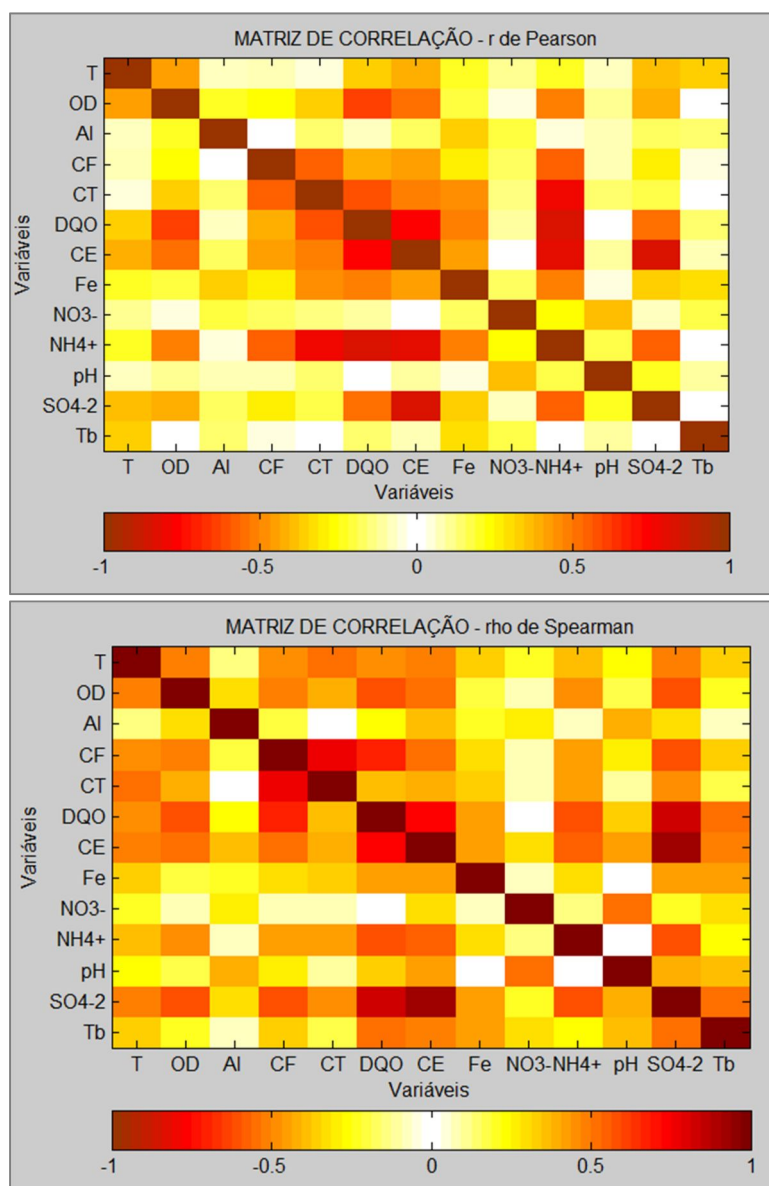 MATRIZ DE CORRELAÇÃO - r de Pearson
T
OD
Al
CF
CT
DQO
CE
Fe
NO3-
NH4+
pH
SO4-2
Tb
Variáveis
T OD Al CF CT DQO CE Fe NO3- NH4+ pH SO4-2 Tb
Variáveis
-1 -0.5 0 0.5 1
MATRIZ DE CORRELAÇÃO - rho de Spearman
T
OD
Al
CF
CT
DQO
CE
Fe
NO3-
NH4+
pH
SO4-2
Tb
Variáveis
T OD Al CF CT DQO CE Fe NO3- NH4+ pH SO4-2 Tb
Variáveis
-1 -0.5 0 0.5 1